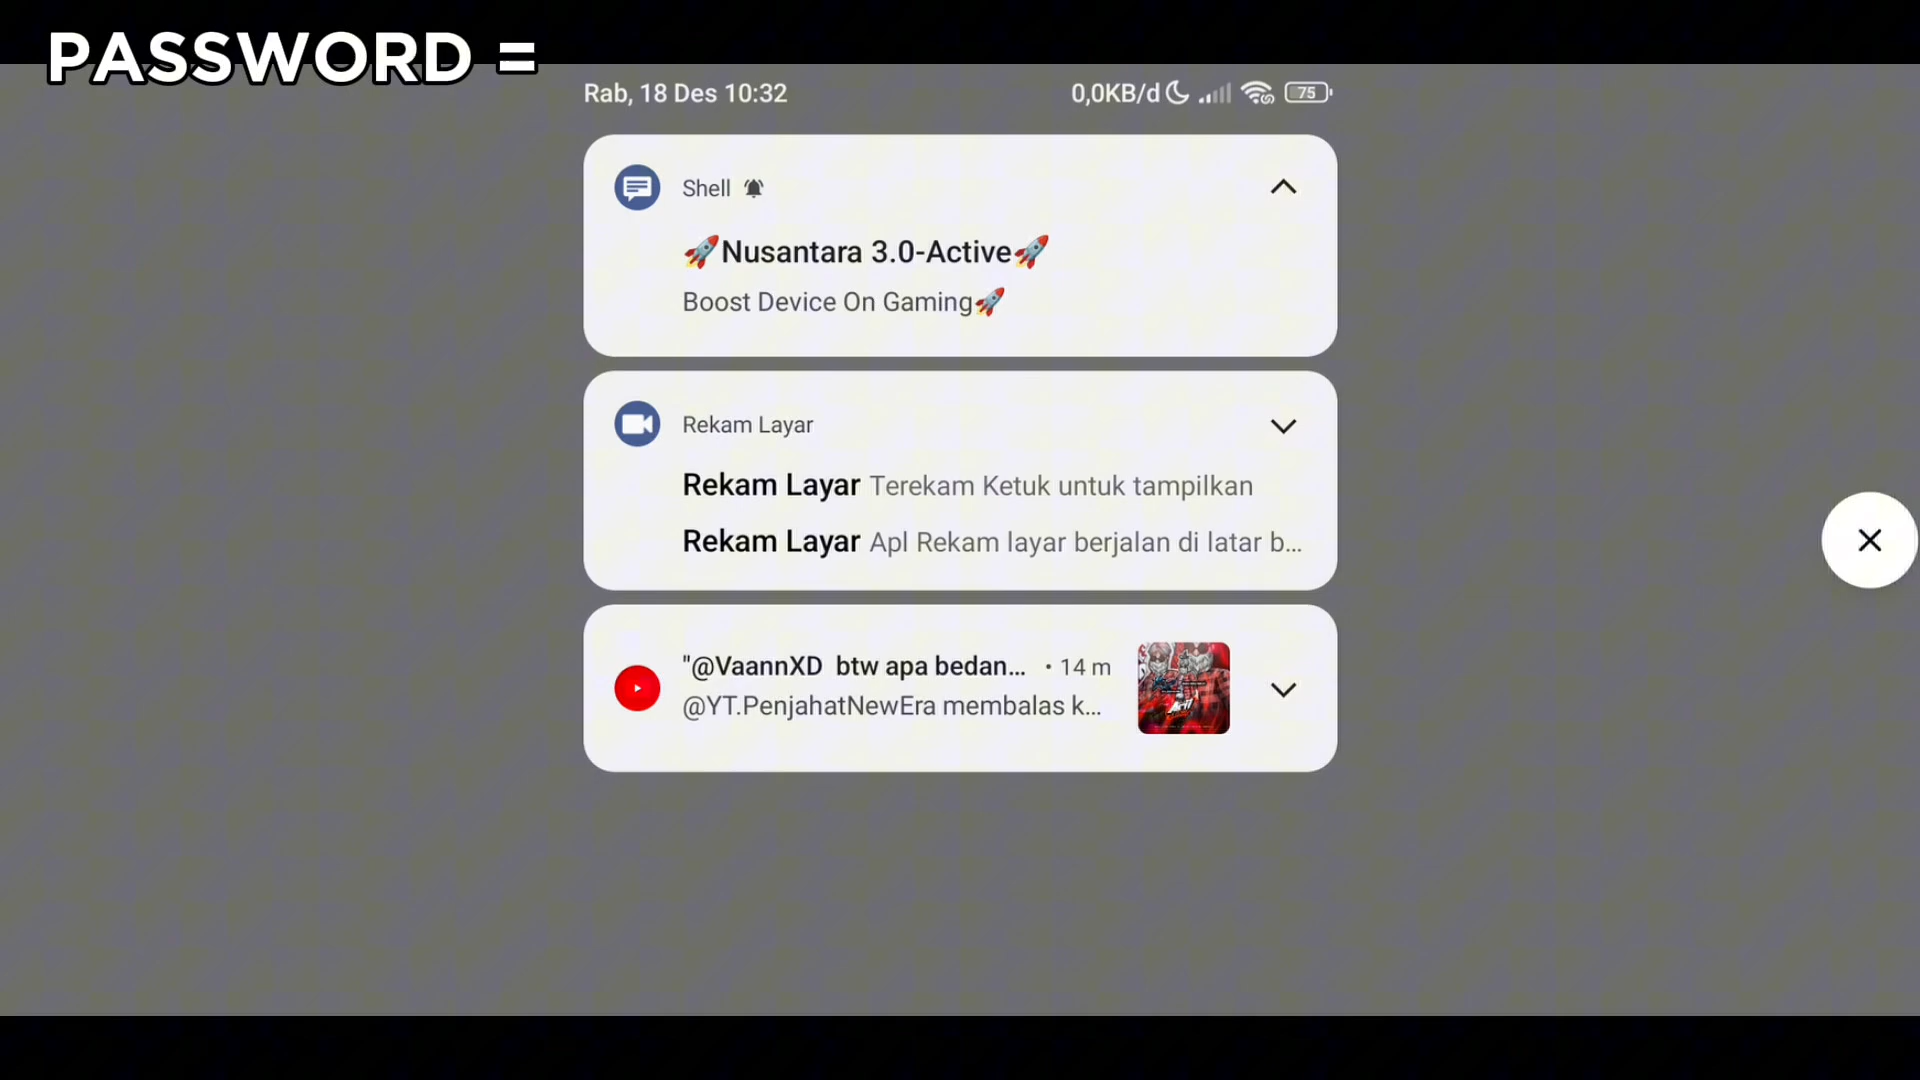 PASSWORD =
Rab, 18 Des 10:32
0,0KB/d 75
Shell
🚀Nusantara 3.0-Active🚀
Boost Device On Gaming🚀
Rekam Layar
Rekam Layar Terekam Ketuk untuk tampilkan
Rekam Layar Apl Rekam layar berjalan di latar b...
"@VaannXD btw apa bedan... • 14 m
@YT.PenjahatNewEra membalas k...